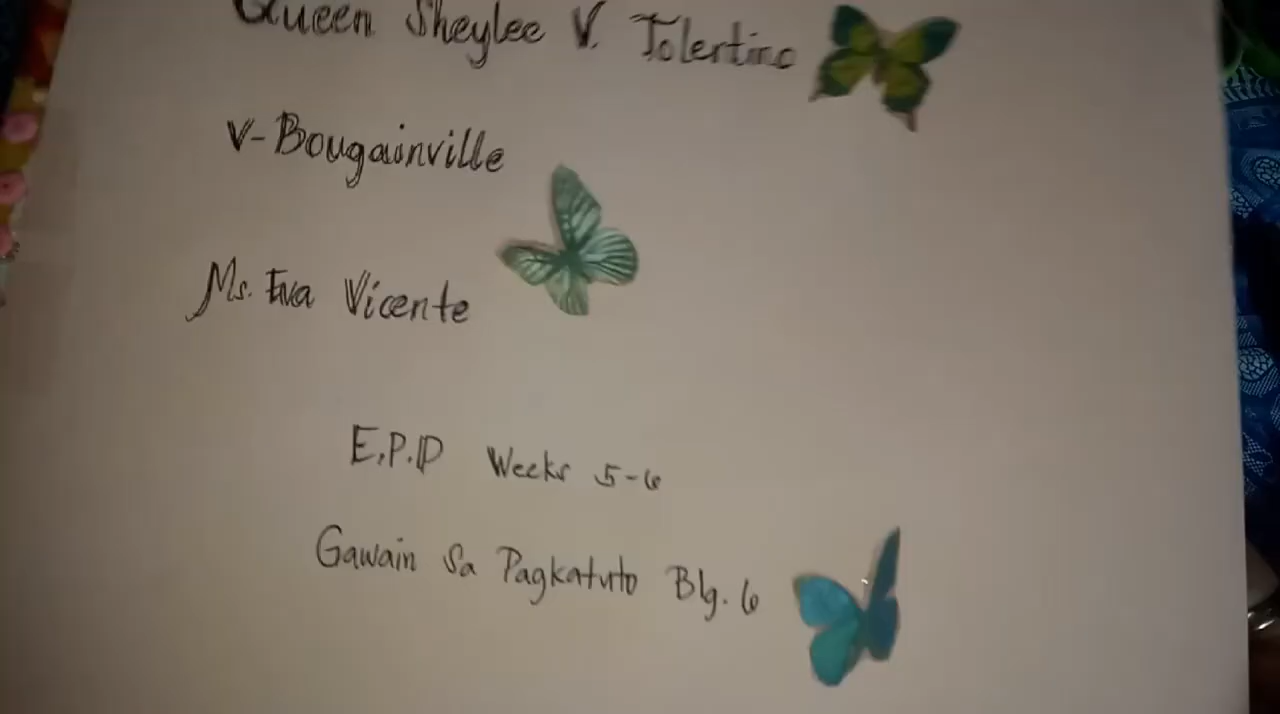 Queen Sheylee V. Tolentino
V-Bougainville
Ms. Eva Vicente
E.P.P Weeks 5-6
Gawain Sa Pagkatuto Blg. 6